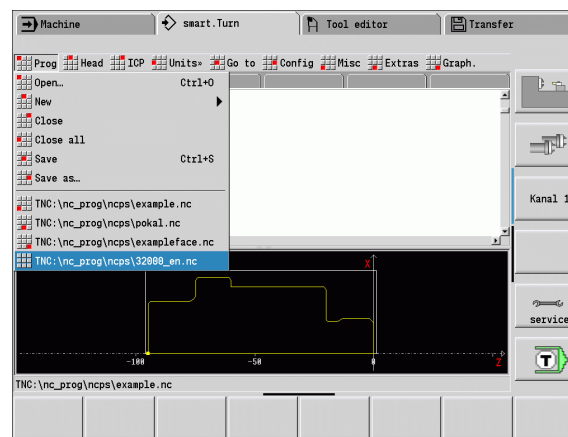 Machine smart.Turn Tool editor Transfer
Prog Head ICP Units» Go to Config Misc Extras Graph.
Open… Ctrl+O
New
Close
Close all
Save Ctrl+S
Save as…
TNC:\nc_prog\ncps\example.nc
TNC:\nc_prog\ncps\pokal.nc
TNC:\nc_prog\ncps\exampleface.nc
TNC:\nc_prog\ncps\32000_en.nc
Kanal 1
X
service
T
-100 -50 0 Z
TNC:\nc_prog\ncps\example.nc